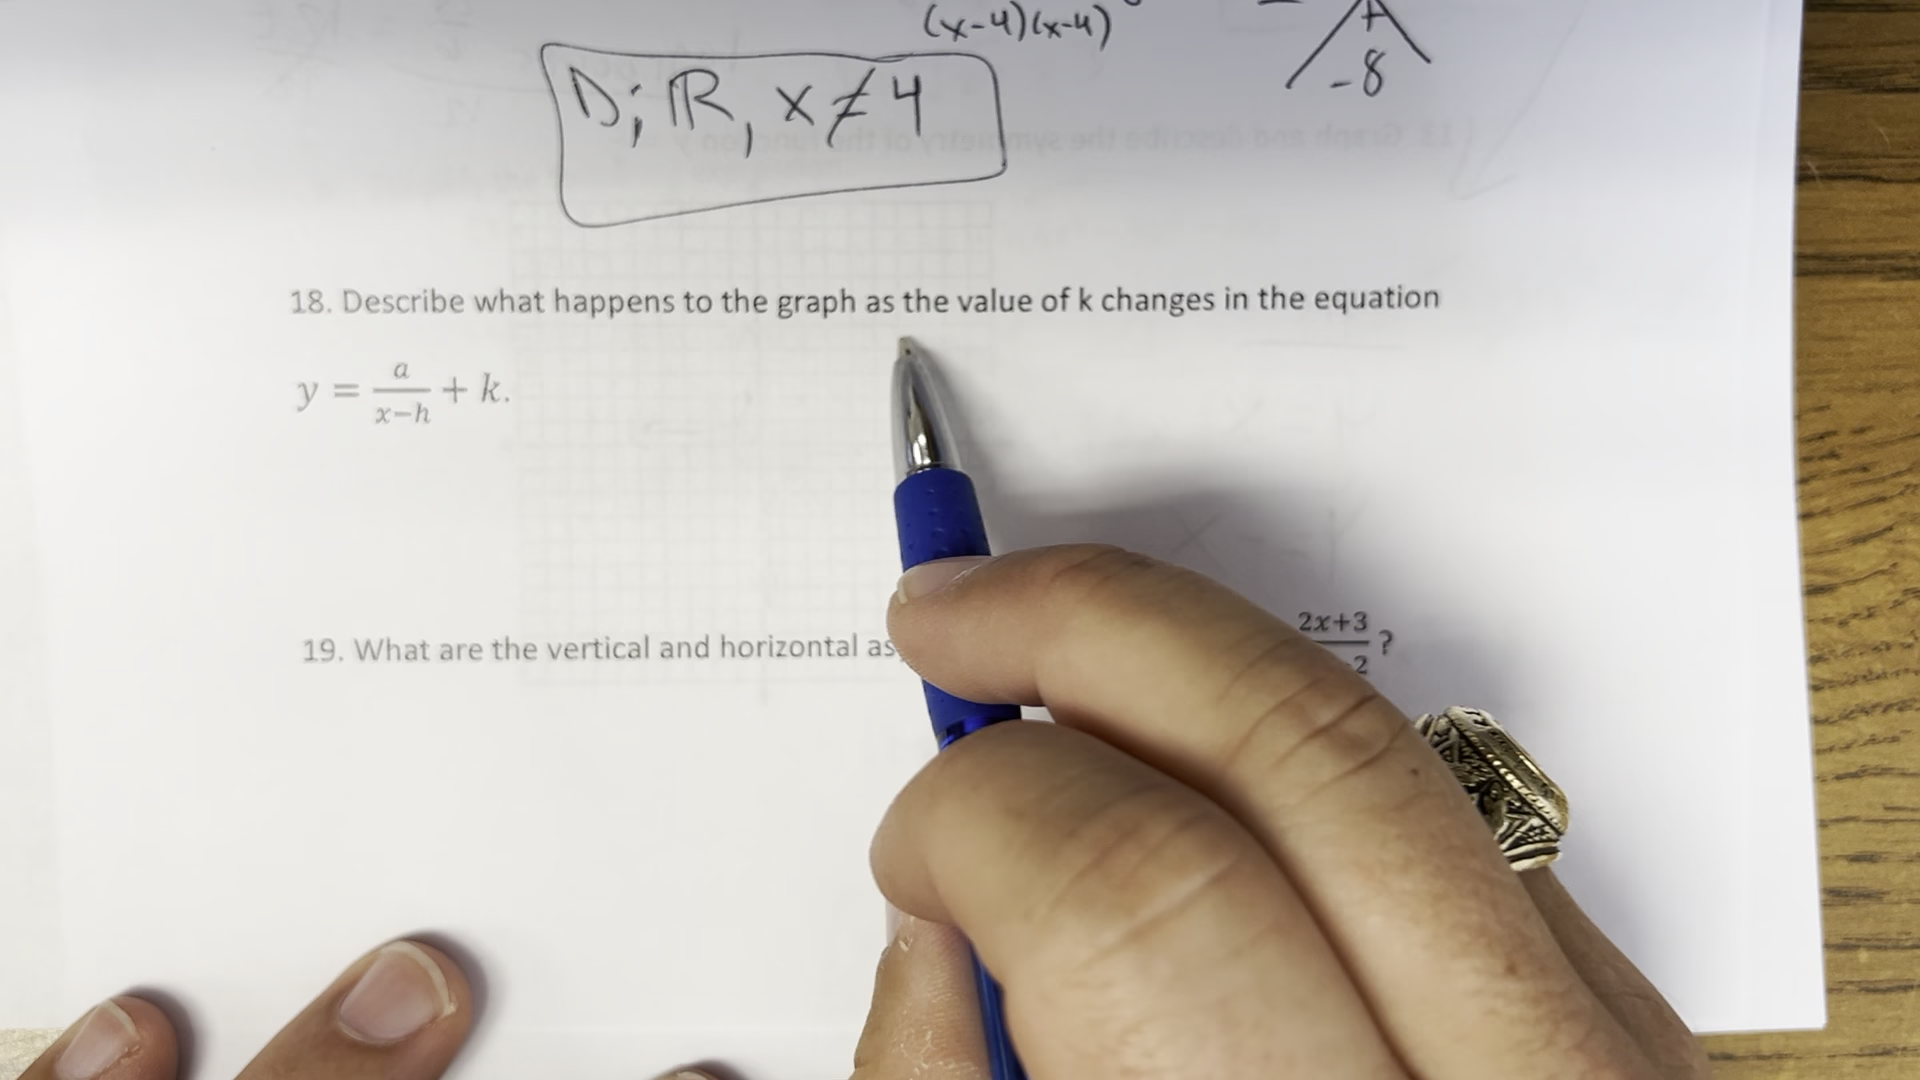 (x-4)(x-4)
+
-8
D; ℝ, x≠4
18. Describe what happens to the graph as the value of k changes in the equation
y = a/(x-h) + k.
19. What are the vertical and horizontal
2x+3
2
?